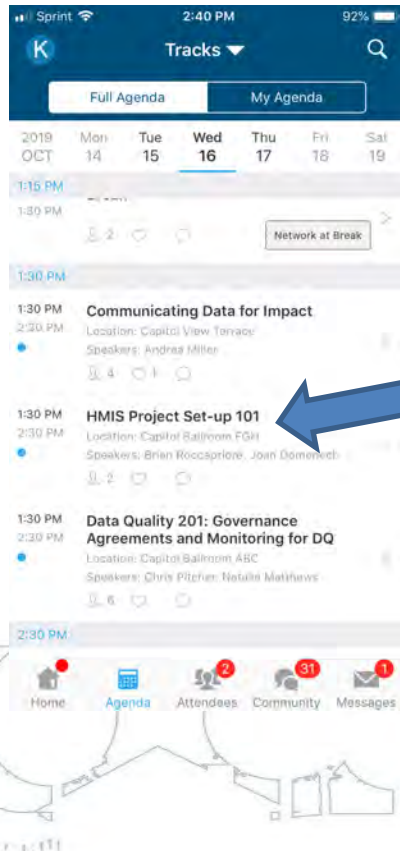 Sprint 2:40 PM 92%
K Tracks
Full Agenda My Agenda
2019 Mon Tue Wed Thu Fri Sat
OCT 14 15 16 17 18 19
1:15 PM
1:30 PM
2
Network at Break
1:30 PM
1:30 PM Communicating Data for Impact
2:30 PM Location: Capitol View Terrace
Speakers: Andrea Miller
4 1
1:30 PM HMIS Project Set-up 101
2:30 PM Location: Capitol Ballroom FGH
Speakers: Brian Roccapriore, Joan Domenech
2
1:30 PM Data Quality 201: Governance
2:30 PM Agreements and Monitoring for DQ
Location: Capitol Ballroom ABC
Speakers: Chris Pitcher, Natalie Matthews
6
2:30 PM
2 31 1
Home Agenda Attendees Community Messages